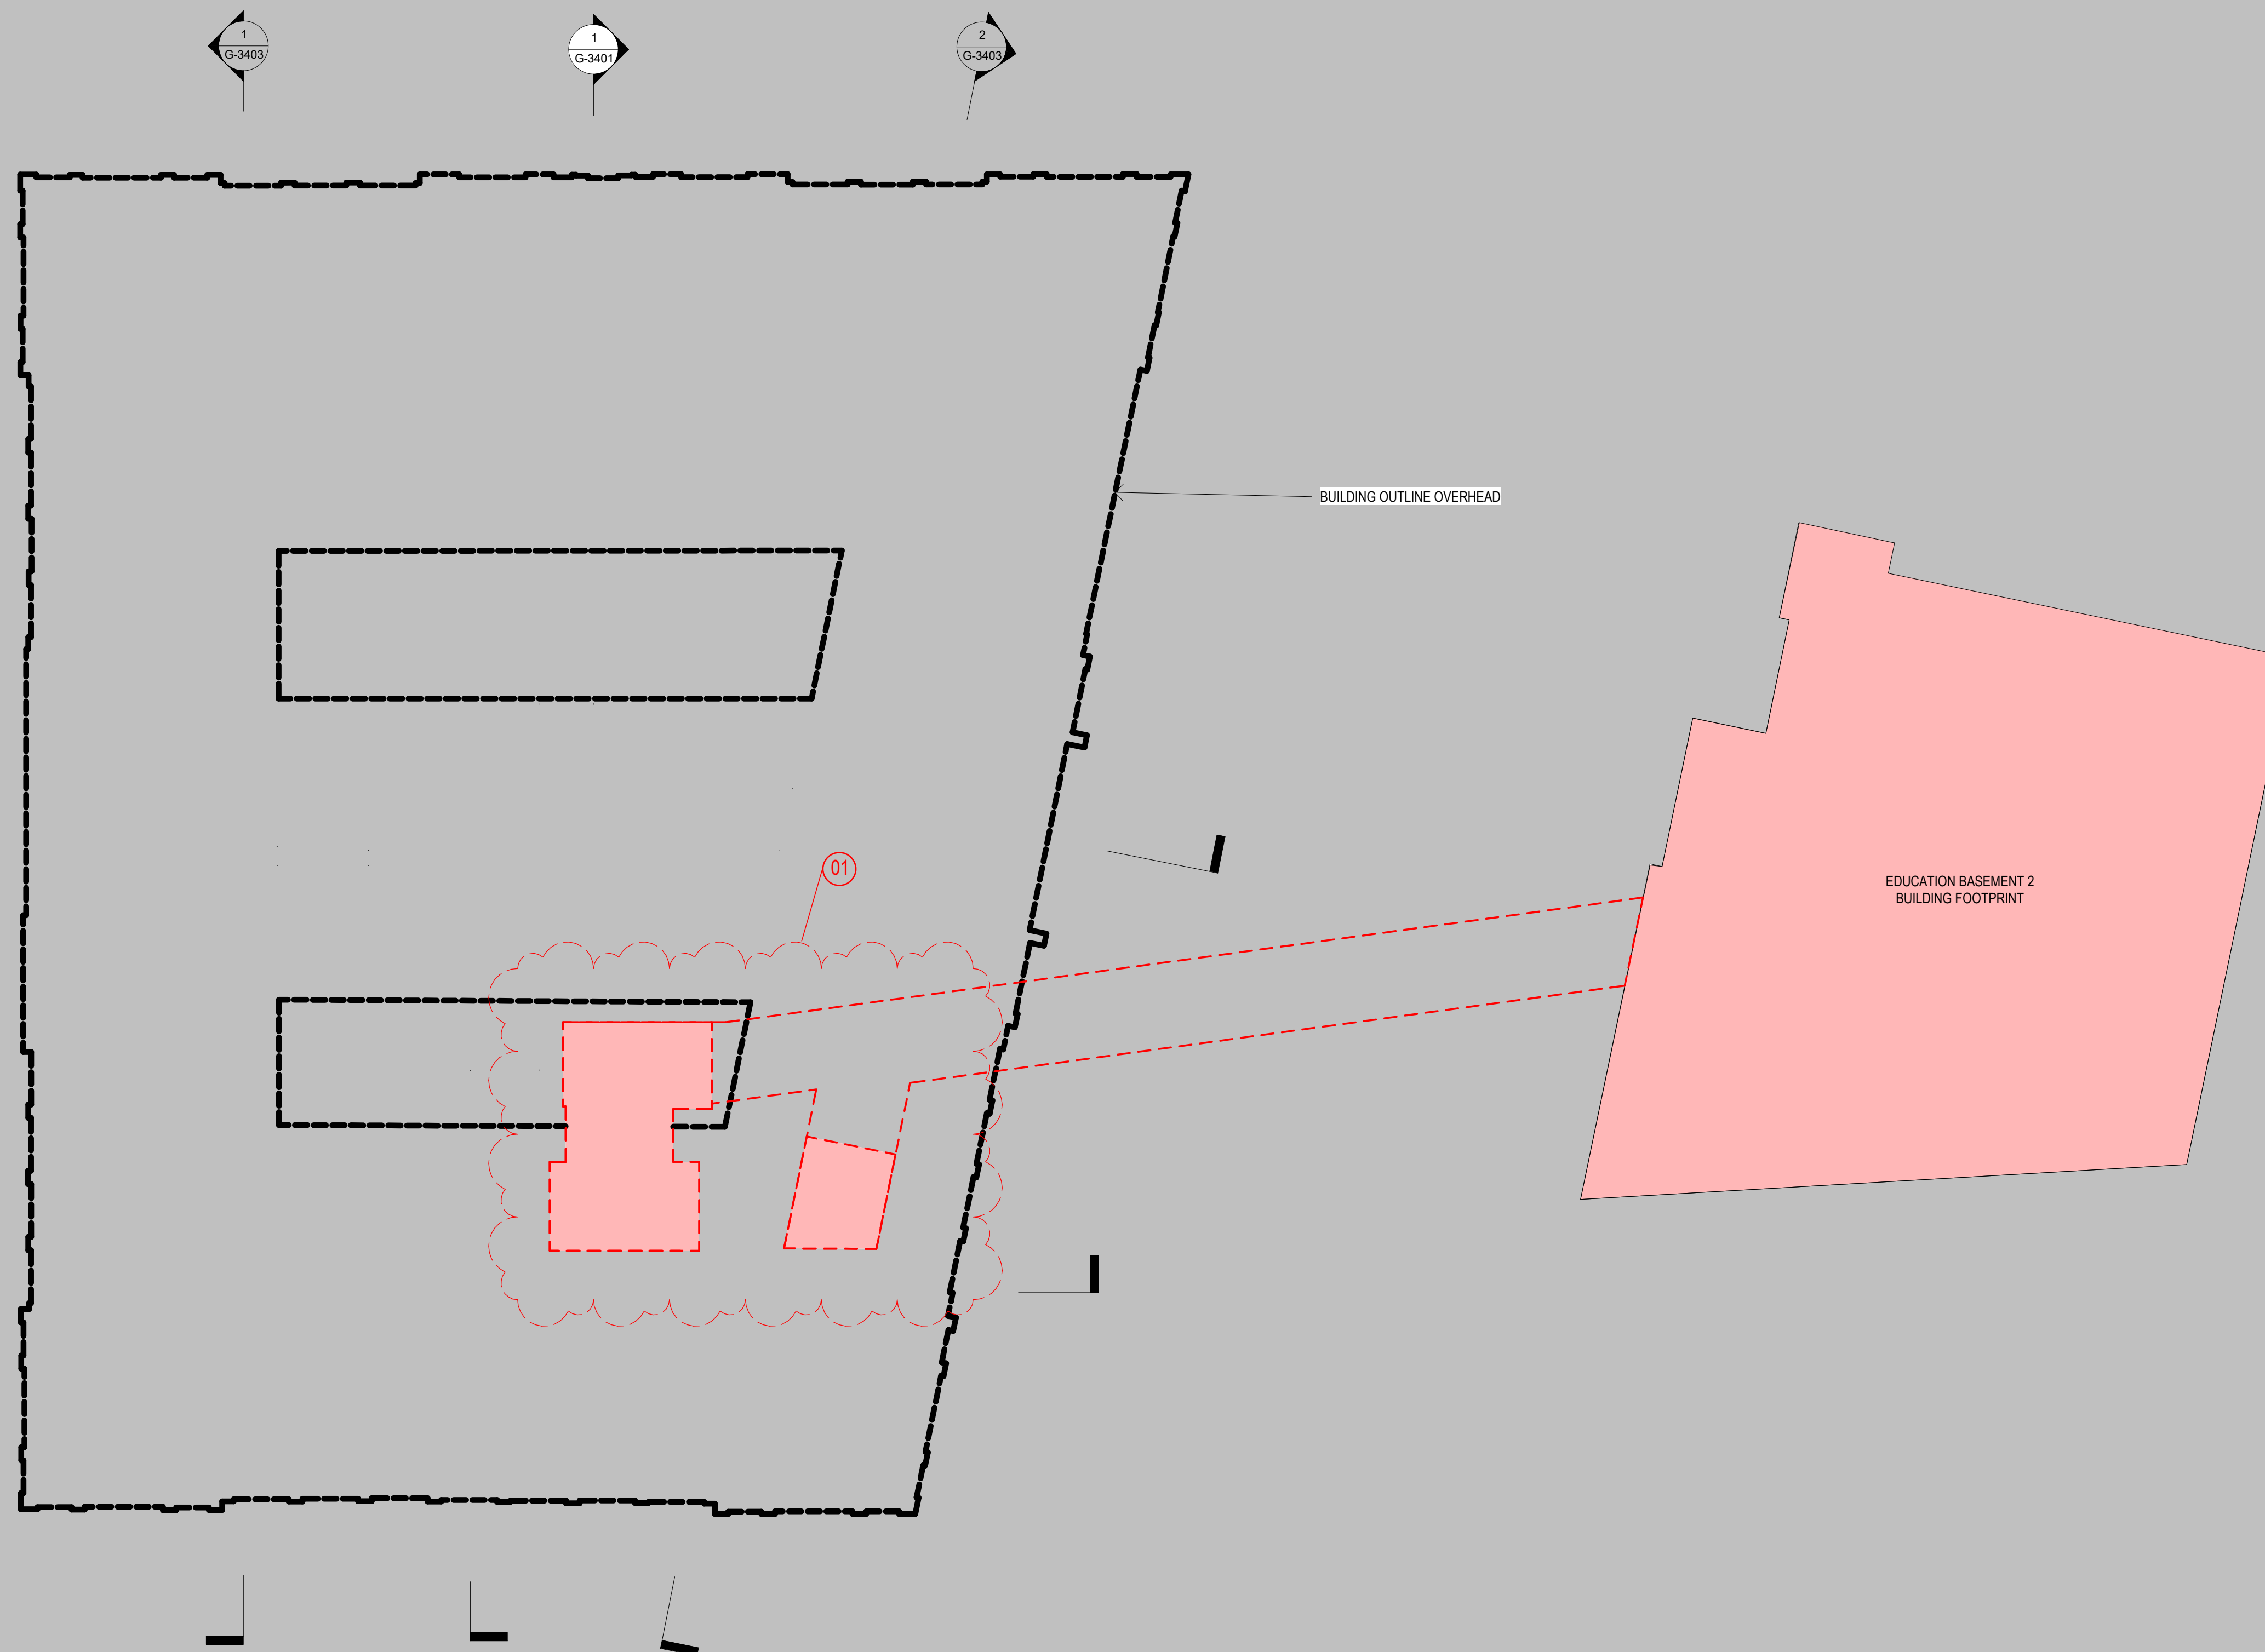 1
G-3403
1
G-3401
2
G-3403
BUILDING OUTLINE OVERHEAD
01
EDUCATION BASEMENT 2
BUILDING FOOTPRINT